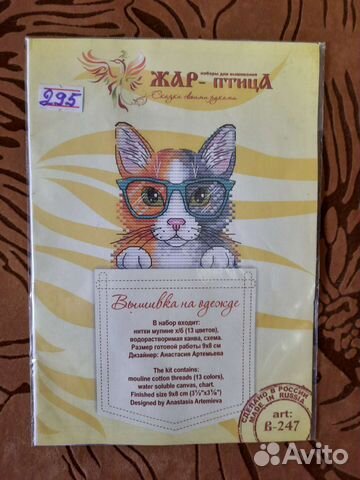 наборы для вышивания
ЖАР-ПТИЦА
Сказка своими руками
295
Вышивка на одежде
В набор входит:
нитки мулине х/б (13 цветов),
водорастворимая канва, схема.
Размер готовой работы 9х8 см
Дизайнер: Анастасия Артемьева
The kit contains:
mouline cotton threads (13 colors),
water soluble canvas, chart.
Finished size 9x8 cm (3½"x3⅛")
Designed by Anastasia Artemieva
СДЕЛАНО В РОССИИ
MADE IN RUSSIA
art:
В-247
Avito